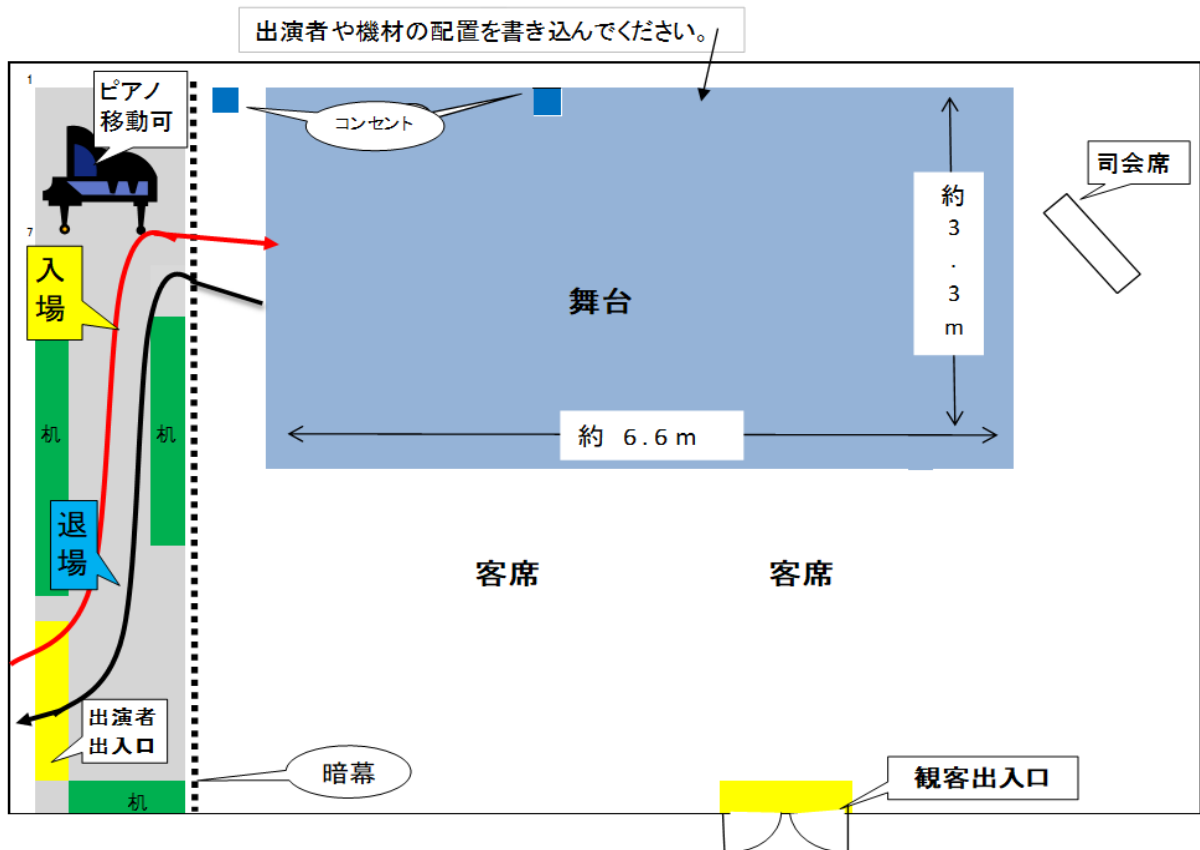 出演者や機材の配置を書き込んでください。
1
ピアノ
移動可
コンセント
司会席
約
3
.
3
m
7
入
場
舞台
机
机
約 6.6m
退
場
客席
客席
出演者
出入口
暗幕
観客出入口
机